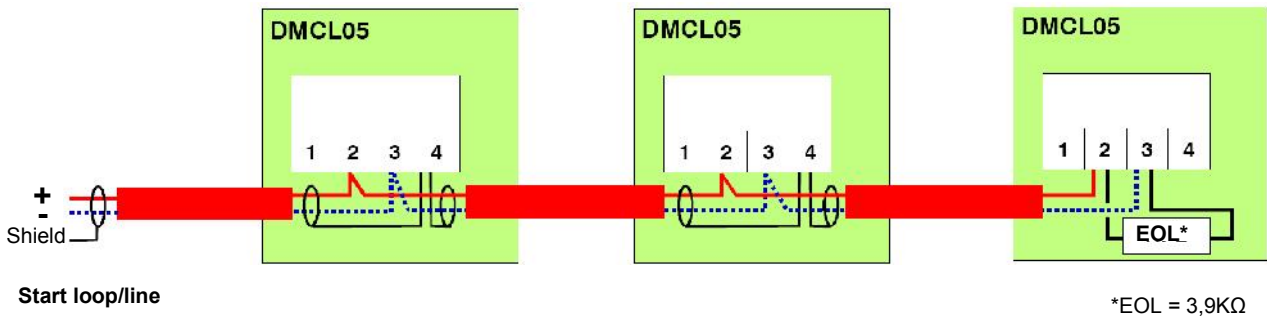 DMCL05
DMCL05
DMCL05
1 2 3 4
1 2 3 4
1 2 3 4
+
-
Shield
EOL*
Start loop/line
*EOL = 3,9KΩ